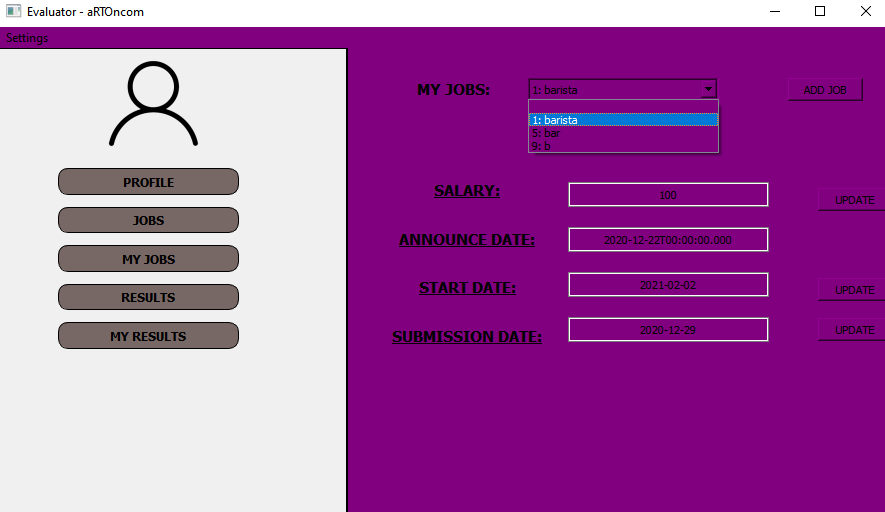 Evaluator - aRTOncom
Settings
PROFILE
JOBS
MY JOBS
RESULTS
MY RESULTS
MY JOBS:
1: barista
ADD JOB
1: barista
5: bar
9: b
SALARY:
100
UPDATE
ANNOUNCE DATE:
2020-12-22T00:00:00.000
START DATE:
2021-02-02
UPDATE
SUBMISSION DATE:
2020-12-29
UPDATE